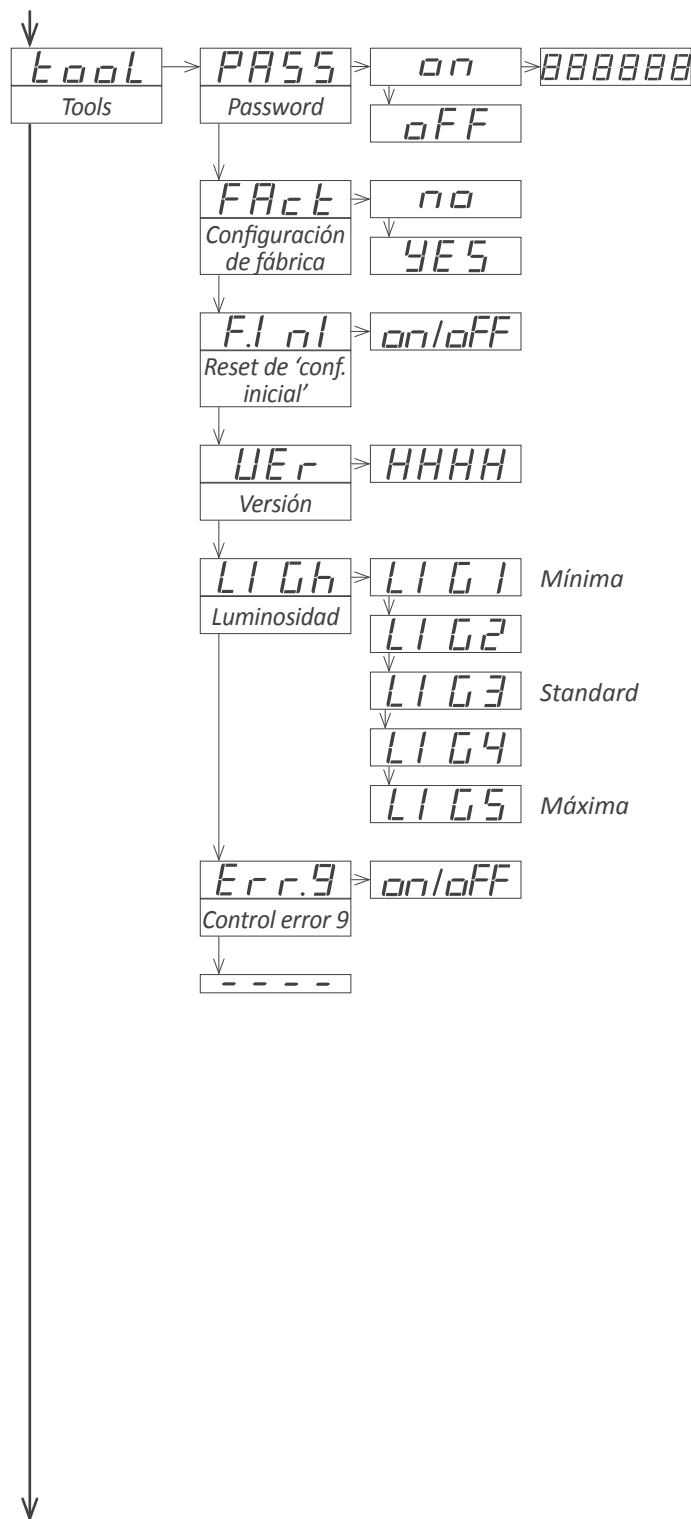 tooL
Tools
PASS
Password
on
888888
oFF
FAct
Configuración
de fábrica
no
YES
F.InI
Reset de ‘conf.
inicial’
on/oFF
VEr
Versión
HHHH
LIGh
Luminosidad
LIG1
Mínima
LIG2
LIG3
Standard
LIG4
LIG5
Máxima
Err.9
Control error 9
on/oFF
- - - -